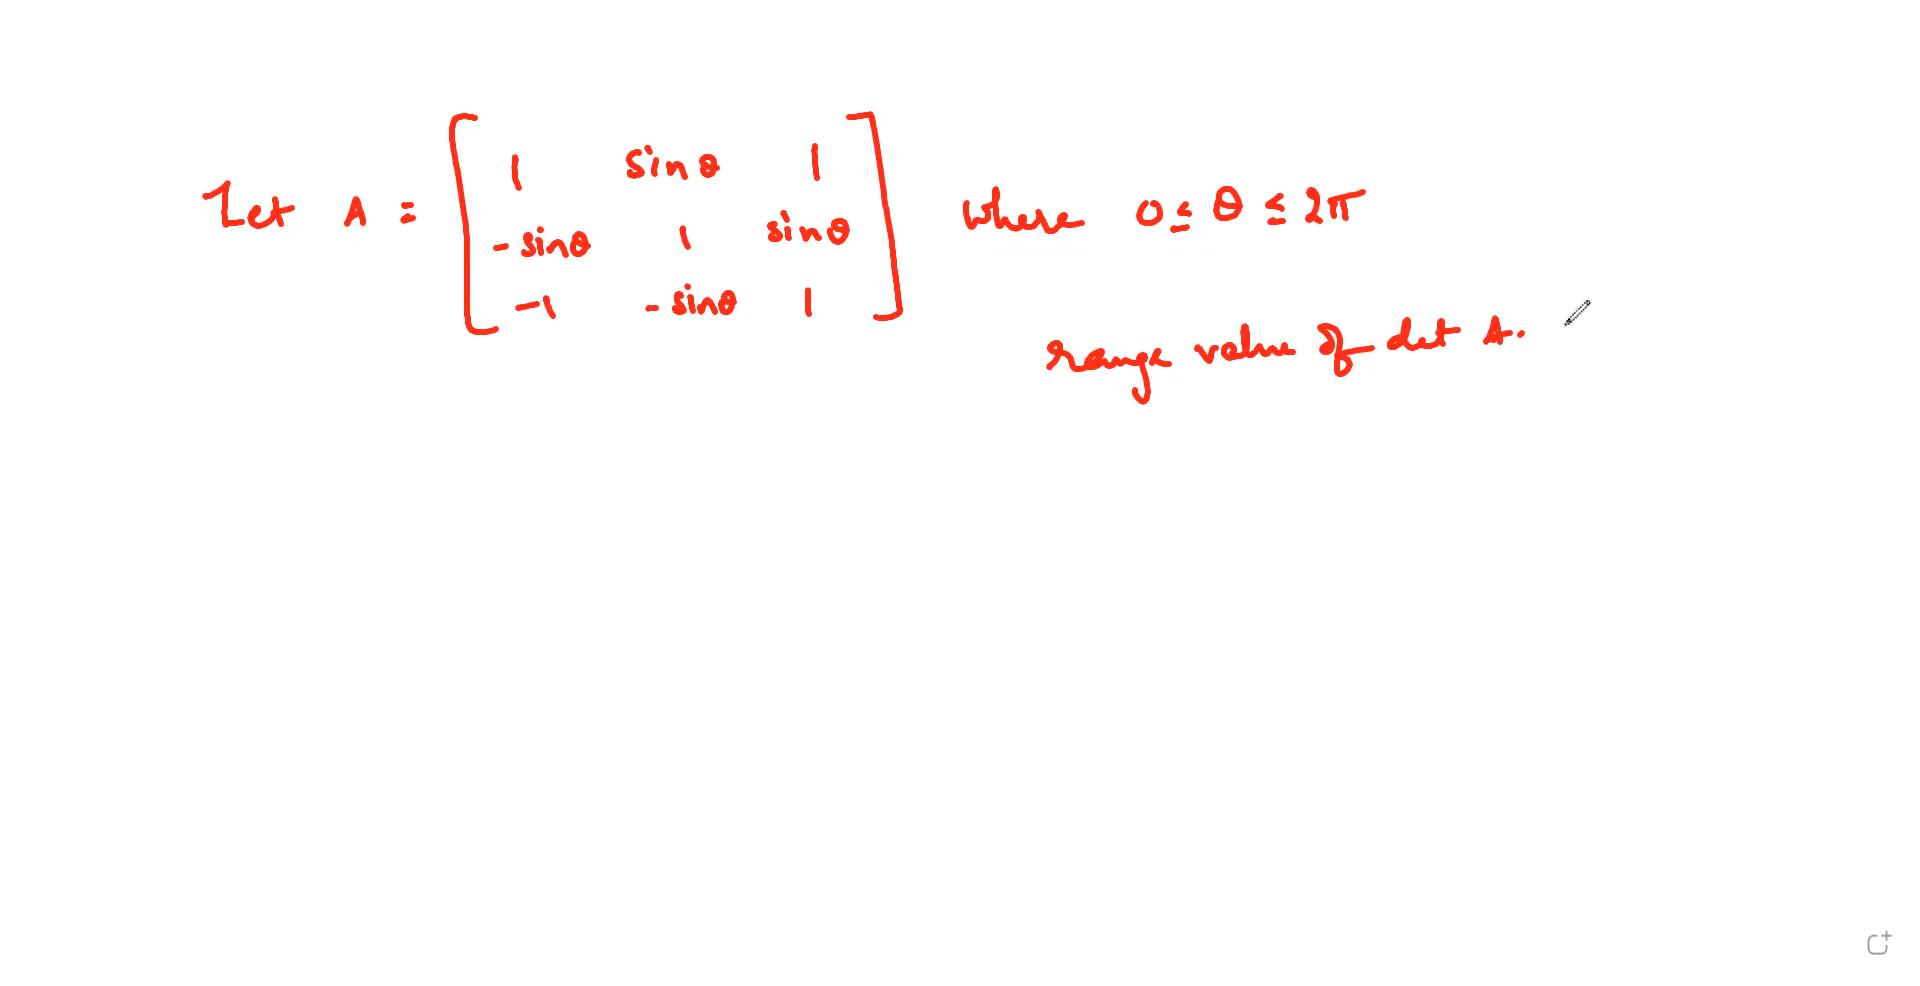 Let A = [ 1 sinθ 1 where 0 ≤ θ ≤ 2π
-sinθ 1 sinθ
-1 -sinθ 1 ]
range value of det A.